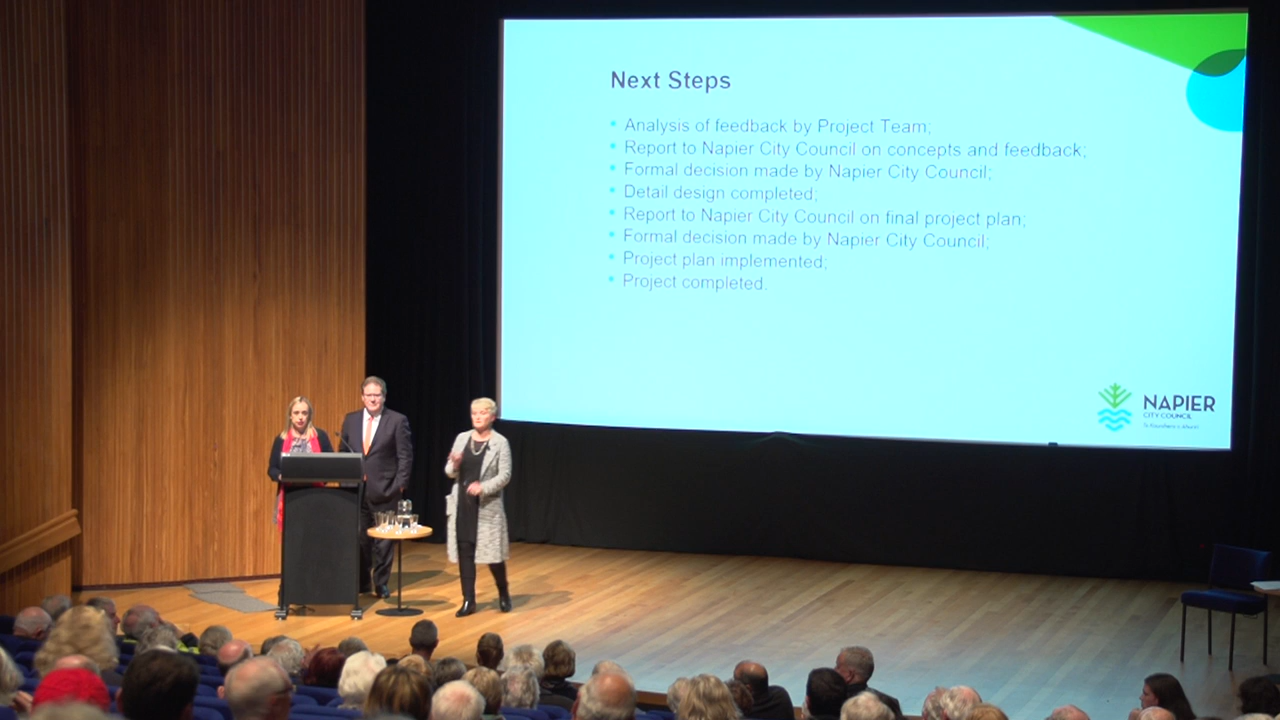 Next Steps
Analysis of feedback by Project Team;
Report to Napier City Council on concepts and feedback;
Formal decision made by Napier City Council;
Detail design completed;
Report to Napier City Council on final project plan;
Formal decision made by Napier City Council;
Project plan implemented;
Project completed.
NAPIER
CITY COUNCIL